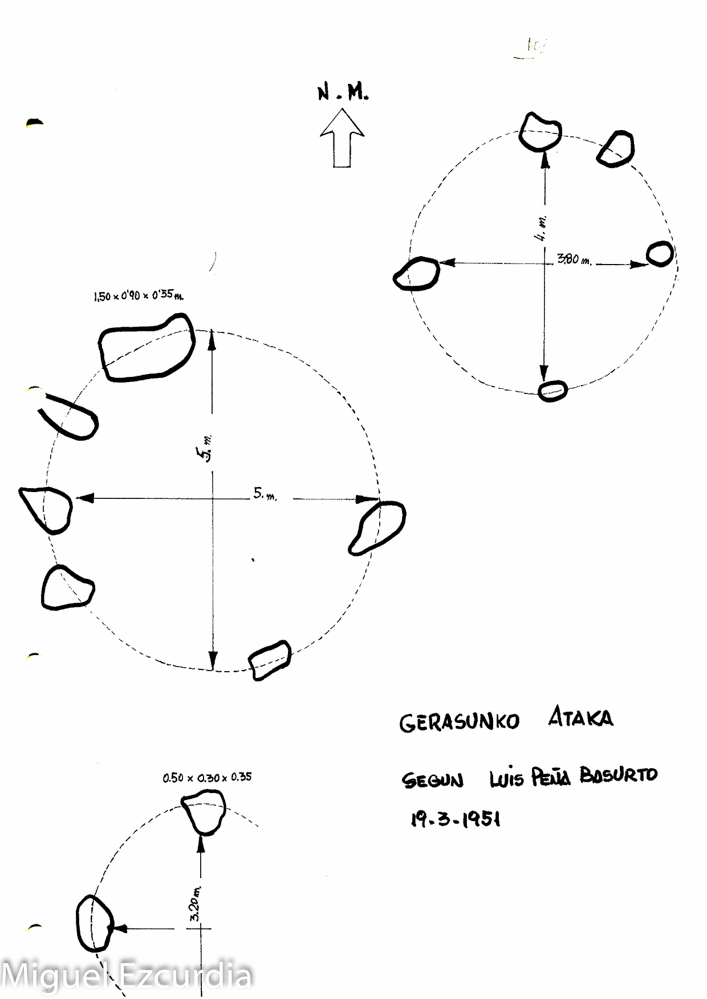 N.M.
4. m.
3,80 m.
1,50 x 0'90 x 0'35 m.
5. m.
5. m.
GERASUNKO ATAKA
SEGUN LUIS PEÑA BASURTO
19-3-1951
0.50 x 0.30 x 0.35
3.20 m.
Miguel Ezcurdia